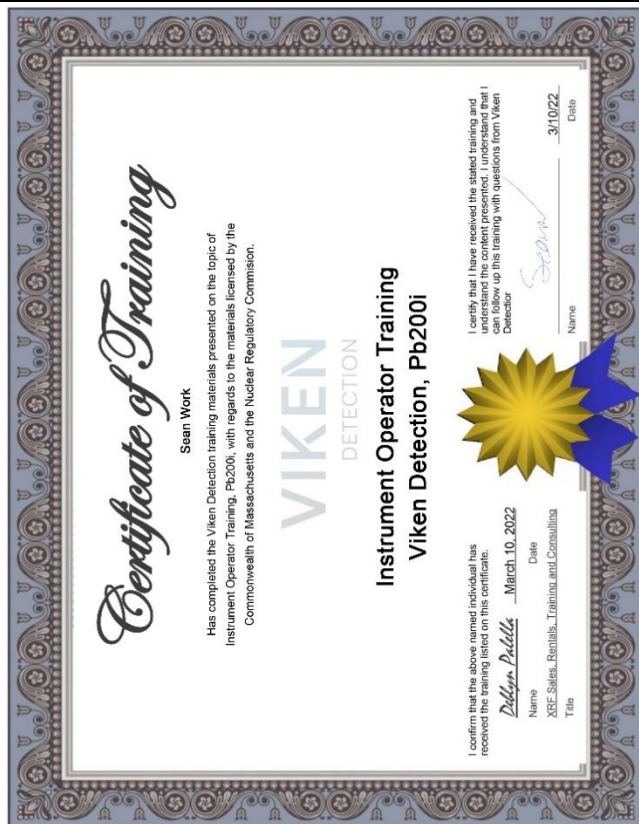 Certificate of Training
Sean Work
Has completed the Viken Detection training materials presented on the topic of
Instrument Operator Training, Pb200i, with regards to the materials licensed by the
Commonwealth of Massachusetts and the Nuclear Regulatory Commision.
VIKEN
DETECTION
Instrument Operator Training
Viken Detection, Pb200i
I confirm that the above named individual has
received the training listed on this certificate.
Deblyn Palella March 10, 2022
Name Date
XRF Sales, Rentals, Training and Consulting
Title
I certify that I have received the stated training and
understand the content presented. I understand that I
can follow up this training with questions from Viken
Detection
Sean 3/10/22
Name Date